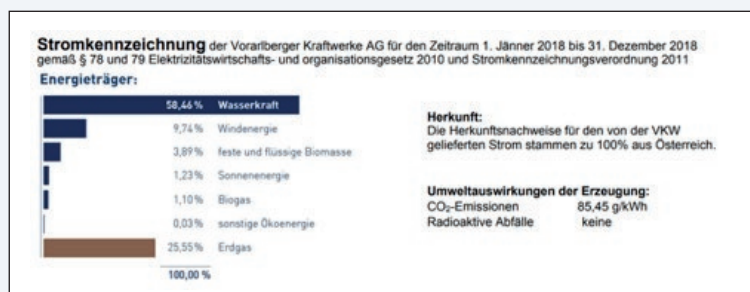 Stromkennzeichnung der Vorarlberger Kraftwerke AG für den Zeitraum 1. Jänner 2018 bis 31. Dezember 2018
gemäß § 78 und 79 Elektrizitätswirtschafts- und organisationsgesetz 2010 und Stromkennzeichnungsverordnung 2011
Energieträger:
58,46 % Wasserkraft
9,74 % Windenergie
3,89 % feste und flüssige Biomasse
1,23 % Sonnenenergie
1,10 % Biogas
0,03 % sonstige Ökoenergie
25,55 % Erdgas
100,00 %
Herkunft:
Die Herkunftsnachweise für den von der VKW
gelieferten Strom stammen zu 100% aus Österreich.
Umweltauswirkungen der Erzeugung:
CO₂-Emissionen 85,45 g/kWh
Radioaktive Abfälle keine